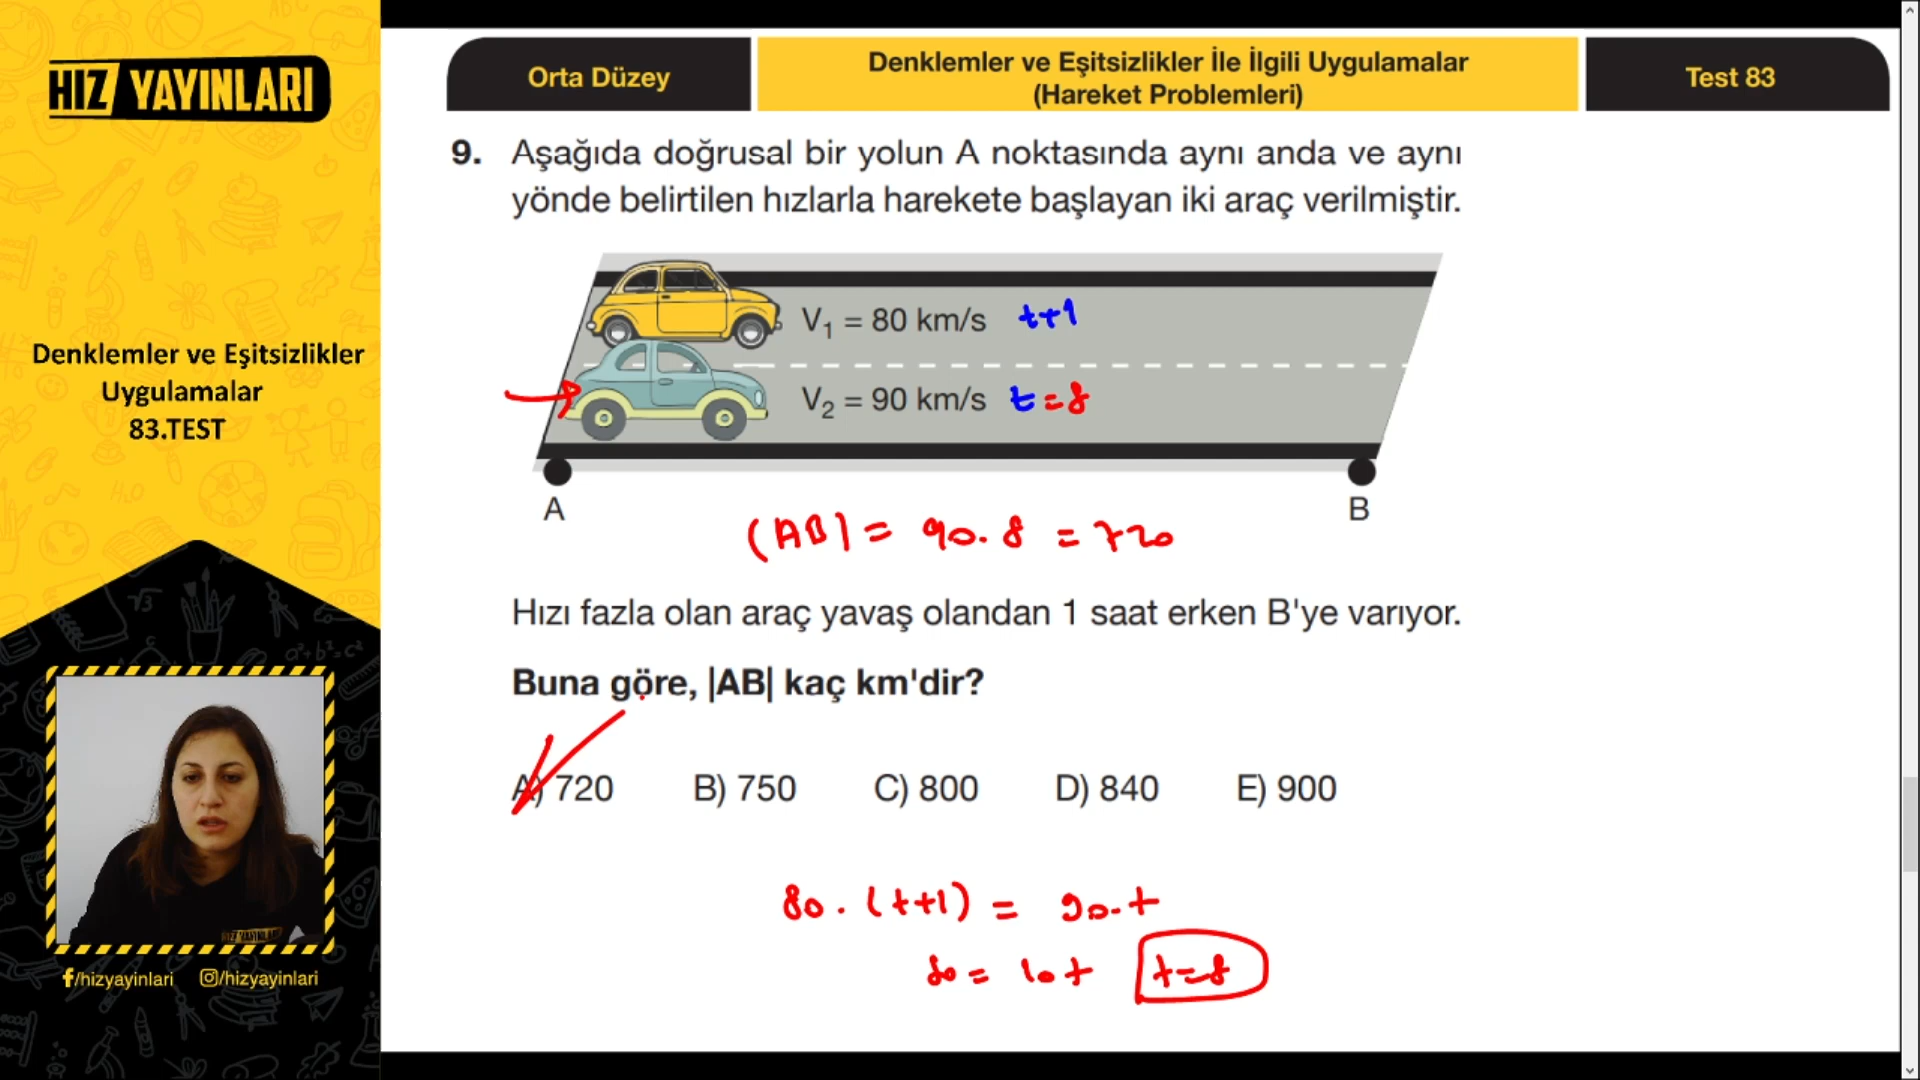 HIZ YAYINLARI
Denklemler ve Eşitsizlikler
Uygulamalar
83.TEST
/hizyayinlari /hizyayinlari
Orta Düzey
Denklemler ve Eşitsizlikler İle İlgili Uygulamalar
(Hareket Problemleri)
Test 83
9. Aşağıda doğrusal bir yolun A noktasında aynı anda ve aynı
yönde belirtilen hızlarla harekete başlayan iki araç verilmiştir.
V₁ = 80 km/s t+1
V₂ = 90 km/s t=8
A B
|AB| = 90.8 = 720
Hızı fazla olan araç yavaş olandan 1 saat erken B'ye varıyor.
Buna göre, |AB| kaç km'dir?
A) 720 B) 750 C) 800 D) 840 E) 900
80.(t+1) = 90.t
80 = 10t t=8